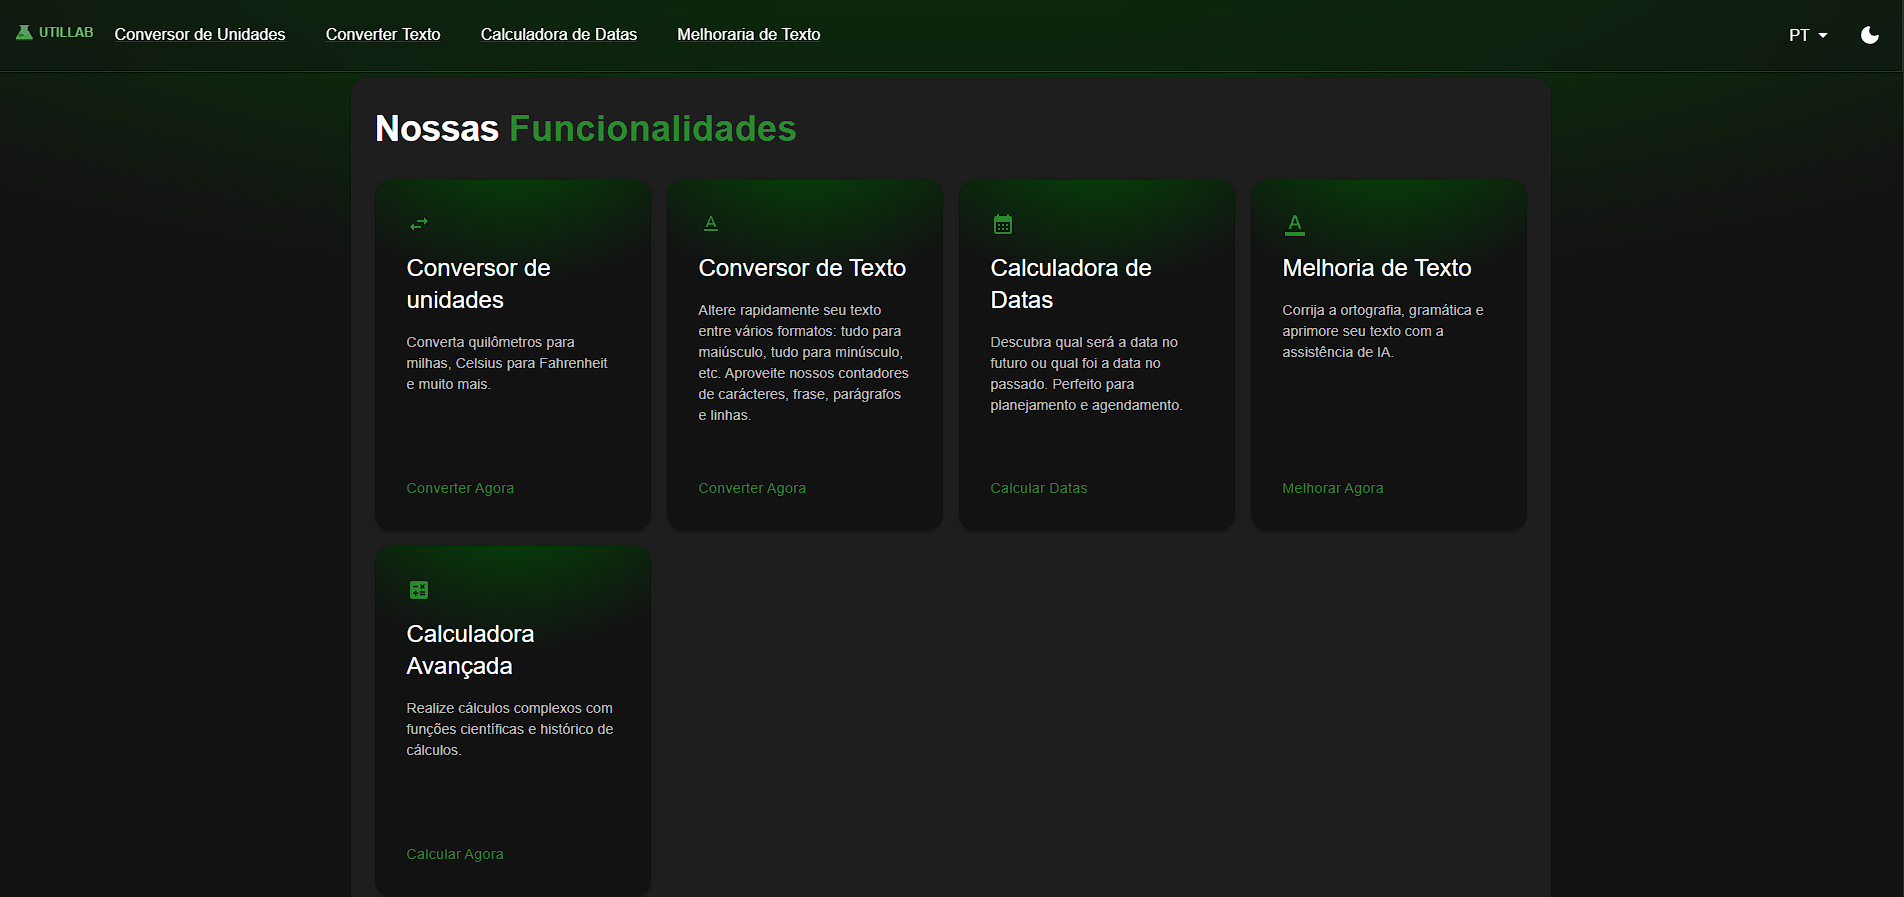 UTILLAB
Conversor de Unidades
Converter Texto
Calculadora de Datas
Melhoraria de Texto
PT
Nossas Funcionalidades
Conversor de
unidades
Converta quilômetros para
milhas, Celsius para Fahrenheit
e muito mais.
Converter Agora
Conversor de Texto
Altere rapidamente seu texto
entre vários formatos: tudo para
maiúsculo, tudo para minúsculo,
etc. Aproveite nossos contadores
de carácteres, frase, parágrafos
e linhas.
Converter Agora
Calculadora de
Datas
Descubra qual será a data no
futuro ou qual foi a data no
passado. Perfeito para
planejamento e agendamento.
Calcular Datas
Melhoria de Texto
Corrija a ortografia, gramática e
aprimore seu texto com a
assistência de IA.
Melhorar Agora
Calculadora
Avançada
Realize cálculos complexos com
funções científicas e histórico de
cálculos.
Calcular Agora